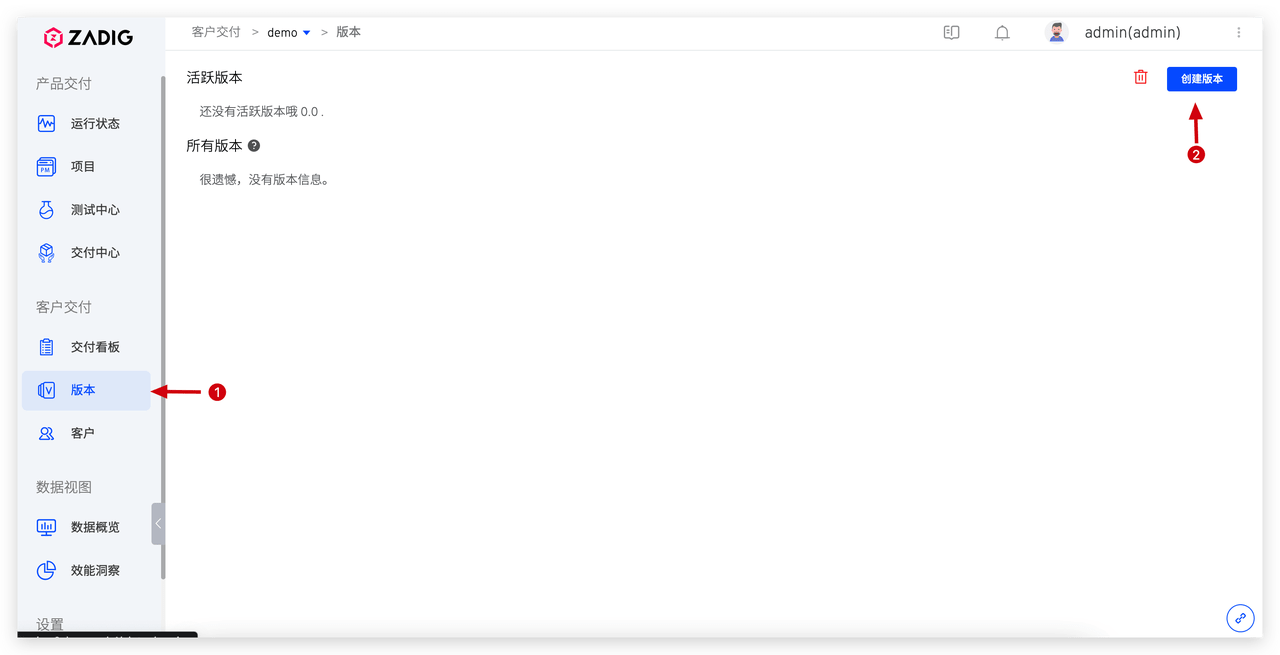 ZADIG
客户交付 > demo > 版本
admin(admin)
产品交付
运行状态
PM
项目
测试中心
交付中心
客户交付
交付看板
V
版本
1
客户
数据视图
数据概览
效能洞察
设置
活跃版本
创建版本
还没有活跃版本哦 0.0 .
2
所有版本 ?
很遗憾，没有版本信息。